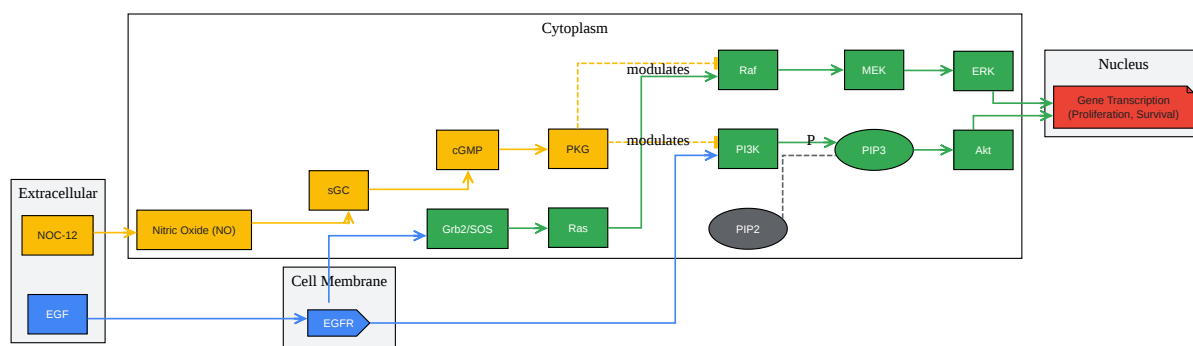 Cytoplasm
modulates
Raf
MEK
ERK
Nucleus
Gene Transcription
(Proliferation, Survival)
cGMP
PKG
modulates
PI3K
P
PIP3
Akt
Extracellular
sGC
NOC-12
Nitric Oxide (NO)
Grb2/SOS
Ras
PIP2
Cell Membrane
EGF
EGFR